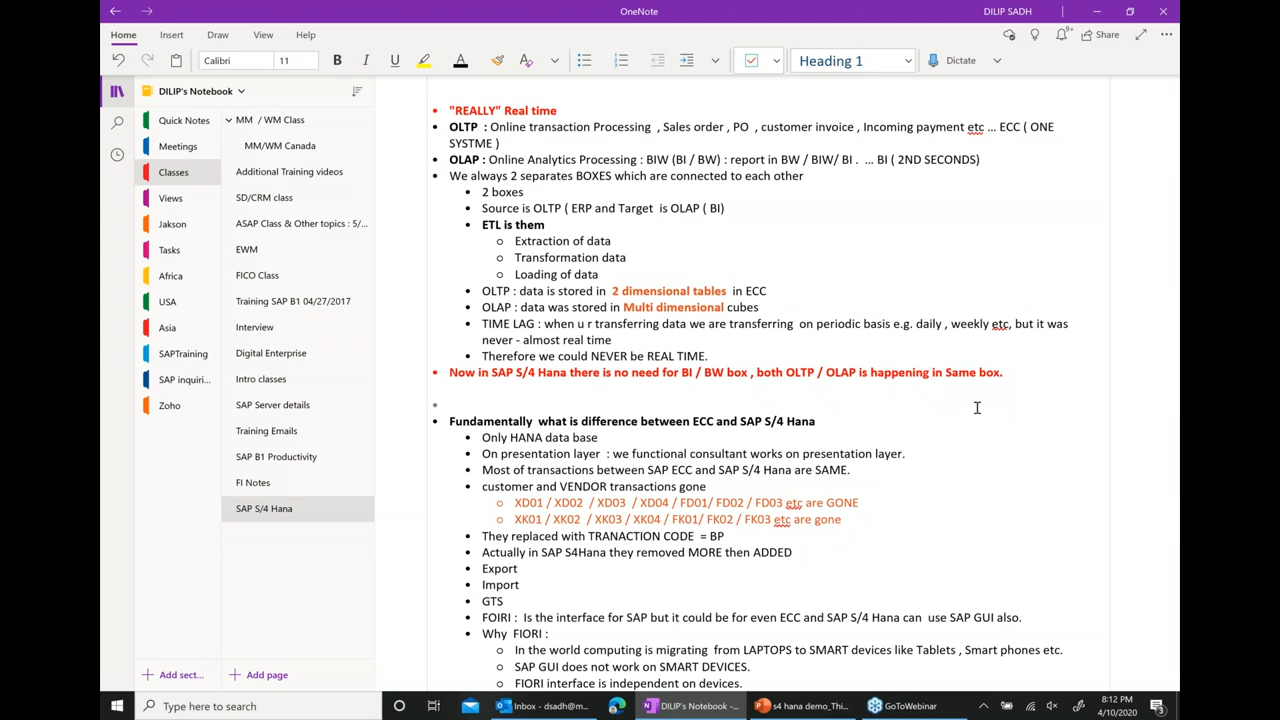 OneNote
DILIP SADH
Home Insert Draw View Help
Share
Calibri 11 B I U A Heading 1 Dictate
DILIP's Notebook
Quick Notes
Meetings
Classes
Views
Jakson
Tasks
Africa
USA
Asia
SAPTraining
SAP inquiri...
Zoho
MM / WM Class
MM/WM Canada
Additional Training videos
SD/CRM class
ASAP Class & Other topics : 5/...
EWM
FICO Class
Training SAP B1 04/27/2017
Interview
Digital Enterprise
Intro classes
SAP Server details
Training Emails
SAP B1 Productivity
FI Notes
SAP S/4 Hana
+ Add sect...
+ Add page
• "REALLY" Real time
• OLTP : Online transaction Processing , Sales order , PO , customer invoice , Incoming payment etc ... ECC ( ONE
SYSTME )
• OLAP : Online Analytics Processing : BIW (BI / BW) : report in BW / BIW/ BI . ... BI ( 2ND SECONDS)
• We always 2 separates BOXES which are connected to each other
• 2 boxes
• Source is OLTP ( ERP and Target is OLAP ( BI)
• ETL is them
○ Extraction of data
○ Transformation data
○ Loading of data
• OLTP : data is stored in 2 dimensional tables in ECC
• OLAP : data was stored in Multi dimensional cubes
• TIME LAG : when u r transferring data we are transferring on periodic basis e.g. daily , weekly etc, but it was
never - almost real time
• Therefore we could NEVER be REAL TIME.
• Now in SAP S/4 Hana there is no need for BI / BW box , both OLTP / OLAP is happening in Same box.
• Fundamentally what is difference between ECC and SAP S/4 Hana
• Only HANA data base
• On presentation layer : we functional consultant works on presentation layer.
• Most of transactions between SAP ECC and SAP S/4 Hana are SAME.
• customer and VENDOR transactions gone
○ XD01 / XD02 / XD03 / XD04 / FD01/ FD02 / FD03 etc are GONE
○ XK01 / XK02 / XK03 / XK04 / FK01/ FK02 / FK03 etc are gone
• They replaced with TRANACTION CODE = BP
• Actually in SAP S4Hana they removed MORE then ADDED
• Export
• Import
• GTS
• FOIRI : Is the interface for SAP but it could be for even ECC and SAP S/4 Hana can use SAP GUI also.
• Why FIORI :
○ In the world computing is migrating from LAPTOPS to SMART devices like Tablets , Smart phones etc.
○ SAP GUI does not work on SMART DEVICES.
○ FIORI interface is independent on devices.
Type here to search
Inbox - dsadh@m...
DILIP's Notebook -...
s4 hana demo_Thi...
GoToWebinar
8:12 PM
4/10/2020
3